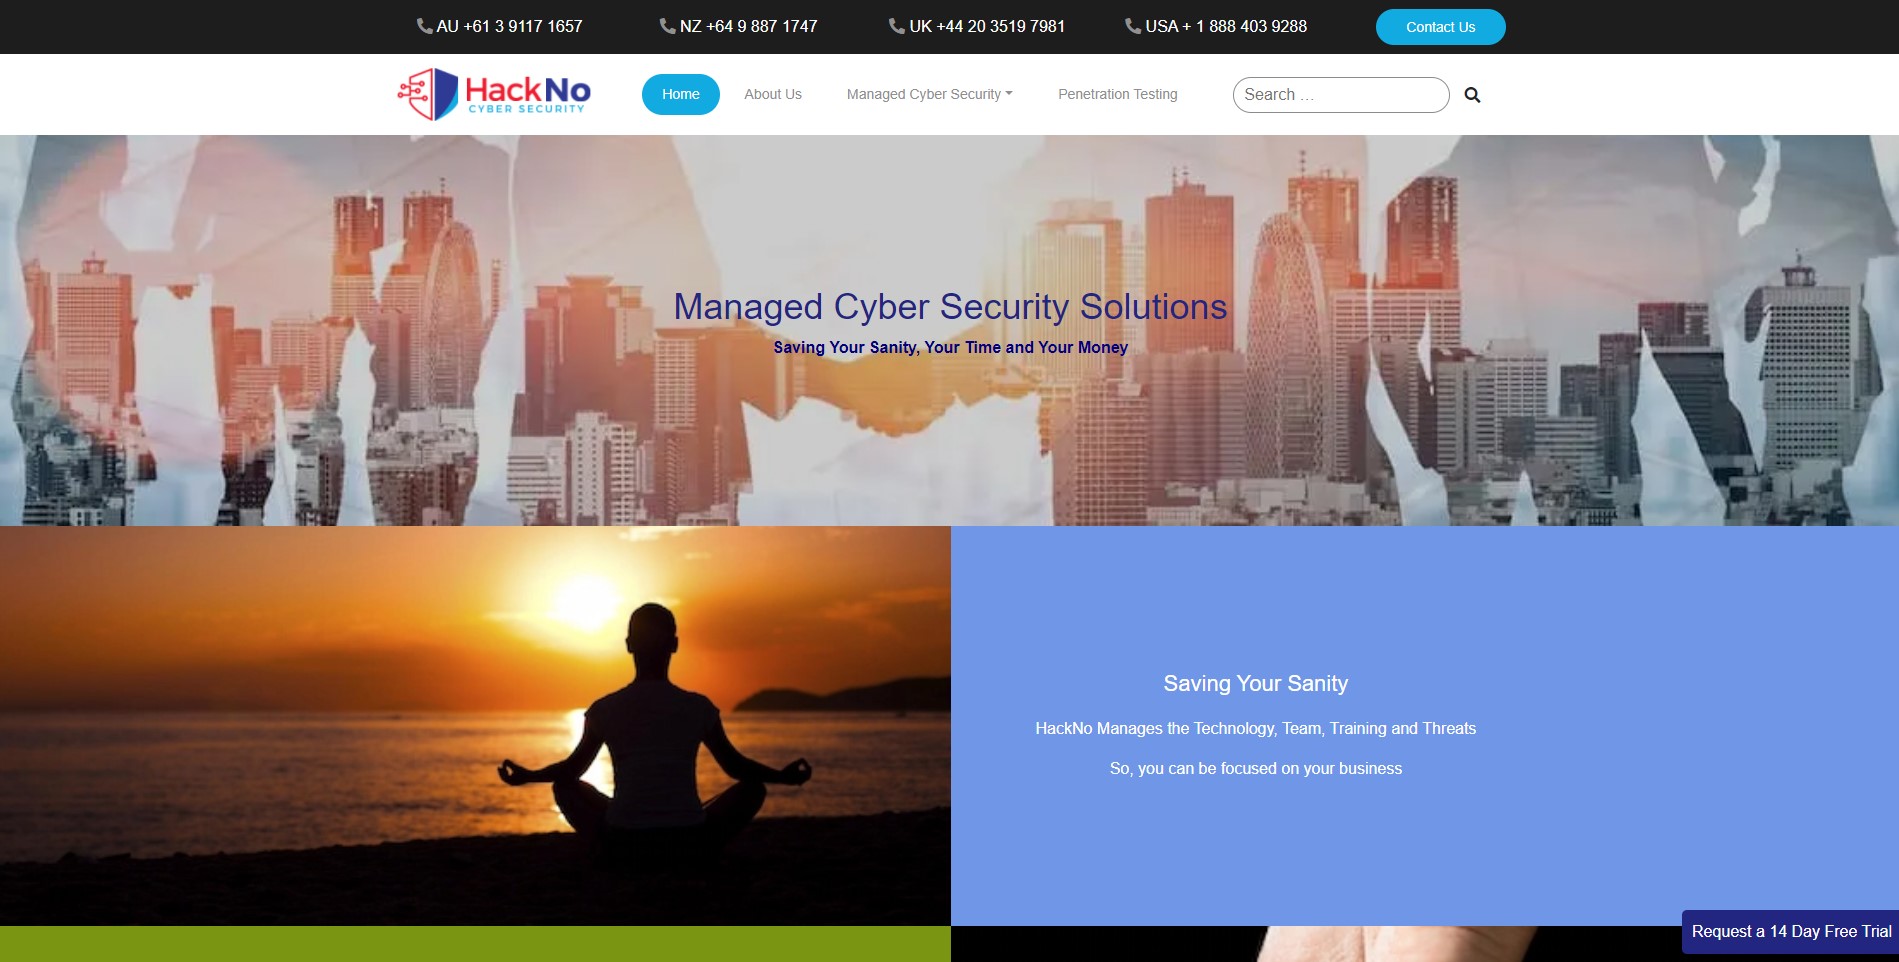 AU +61 3 9117 1657
NZ +64 9 887 1747
UK +44 20 3519 7981
USA + 1 888 403 9288
Contact Us
HackNo
CYBER SECURITY
Home
About Us
Managed Cyber Security
Penetration Testing
Search ...
Managed Cyber Security Solutions
Saving Your Sanity, Your Time and Your Money
Saving Your Sanity
HackNo Manages the Technology, Team, Training and Threats
So, you can be focused on your business
Request a 14 Day Free Trial